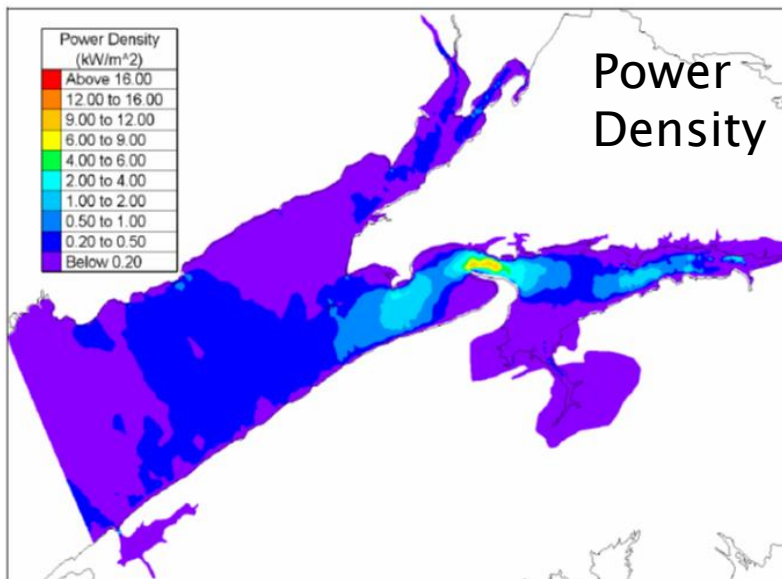 Power Density
(kW/m^2)
Above 16.00
12.00 to 16.00
9.00 to 12.00
6.00 to 9.00
4.00 to 6.00
2.00 to 4.00
1.00 to 2.00
0.50 to 1.00
0.20 to 0.50
Below 0.20
Power
Density